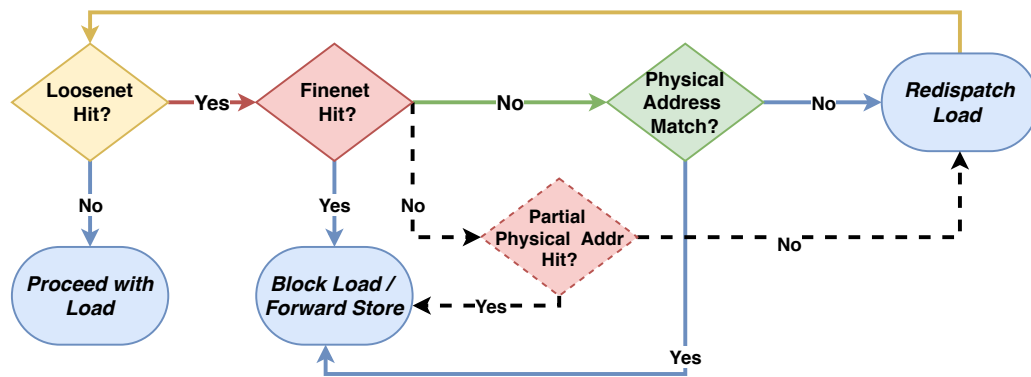 Loosenet
Hit?
Yes
Finenet
Hit?
No
Physical
Address
Match?
No
Redispatch
Load
No
Yes
No
Partial
Physical Addr
Hit?
No
Proceed with
Load
Block Load /
Forward Store
Yes
Yes